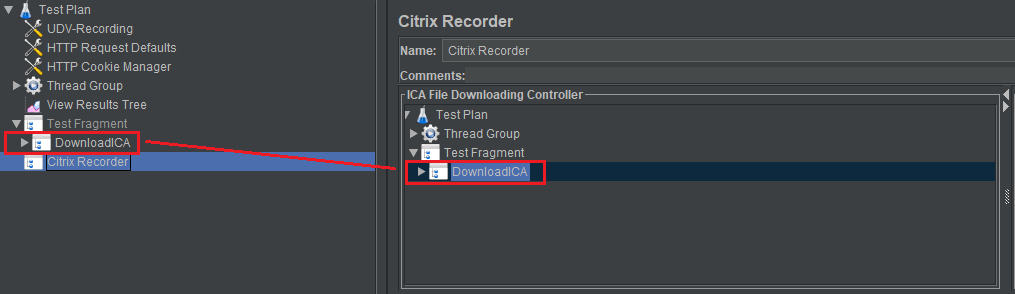 Test Plan
UDV-Recording
HTTP Request Defaults
HTTP Cookie Manager
Thread Group
View Results Tree
Test Fragment
DownloadICA
Citrix Recorder
Citrix Recorder
Name: Citrix Recorder
Comments:
ICA File Downloading Controller
Test Plan
Thread Group
Test Fragment
DownloadICA